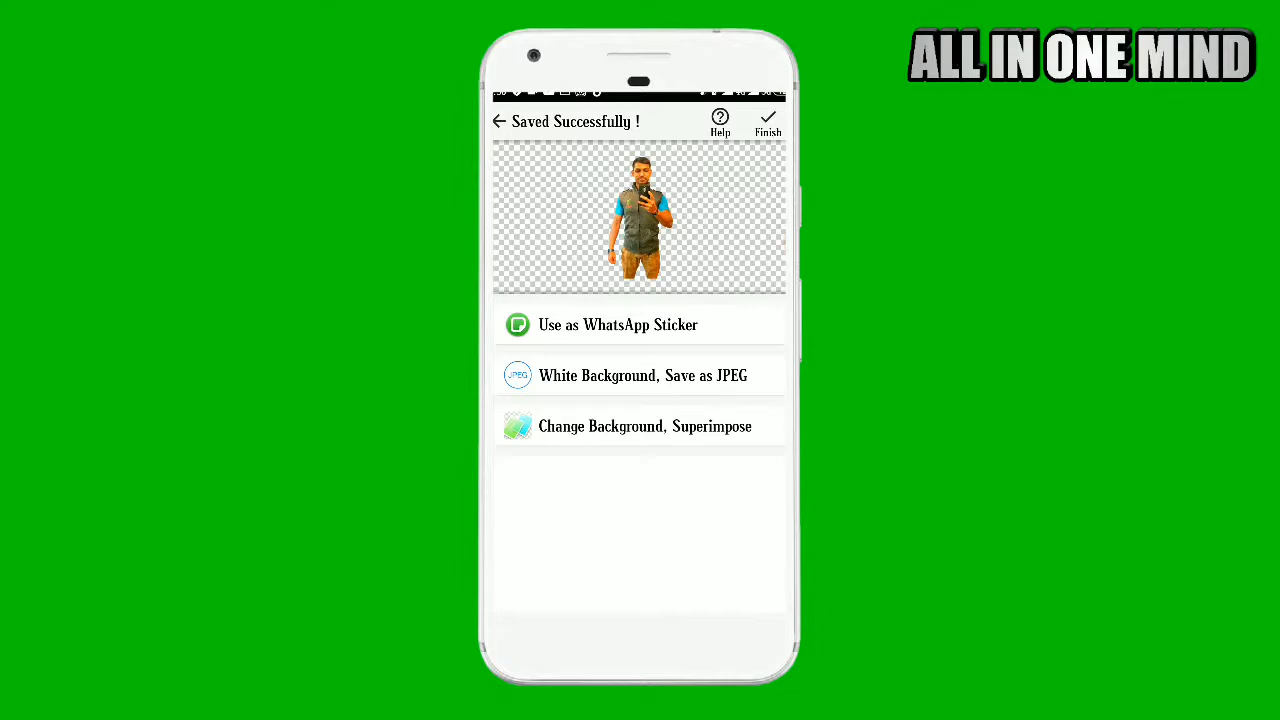 ALL IN ONE MIND
Saved Successfully !
Help
Finish
Use as WhatsApp Sticker
JPEG
White Background, Save as JPEG
Change Background, Superimpose